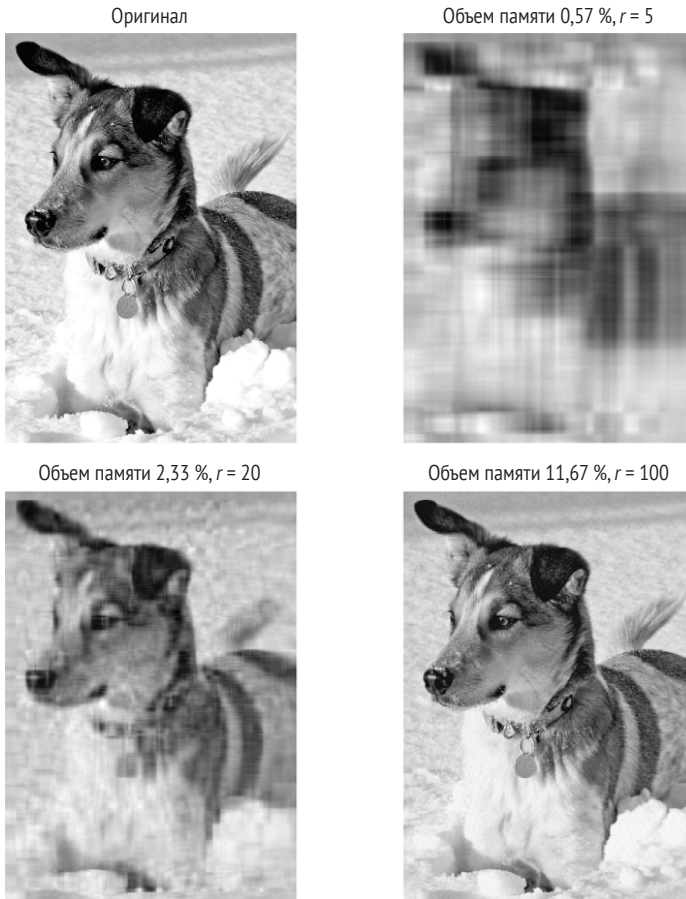 Оригинал
Объем памяти 0,57 %, r = 5
Объем памяти 2,33 %, r = 20
Объем памяти 11,67 %, r = 100